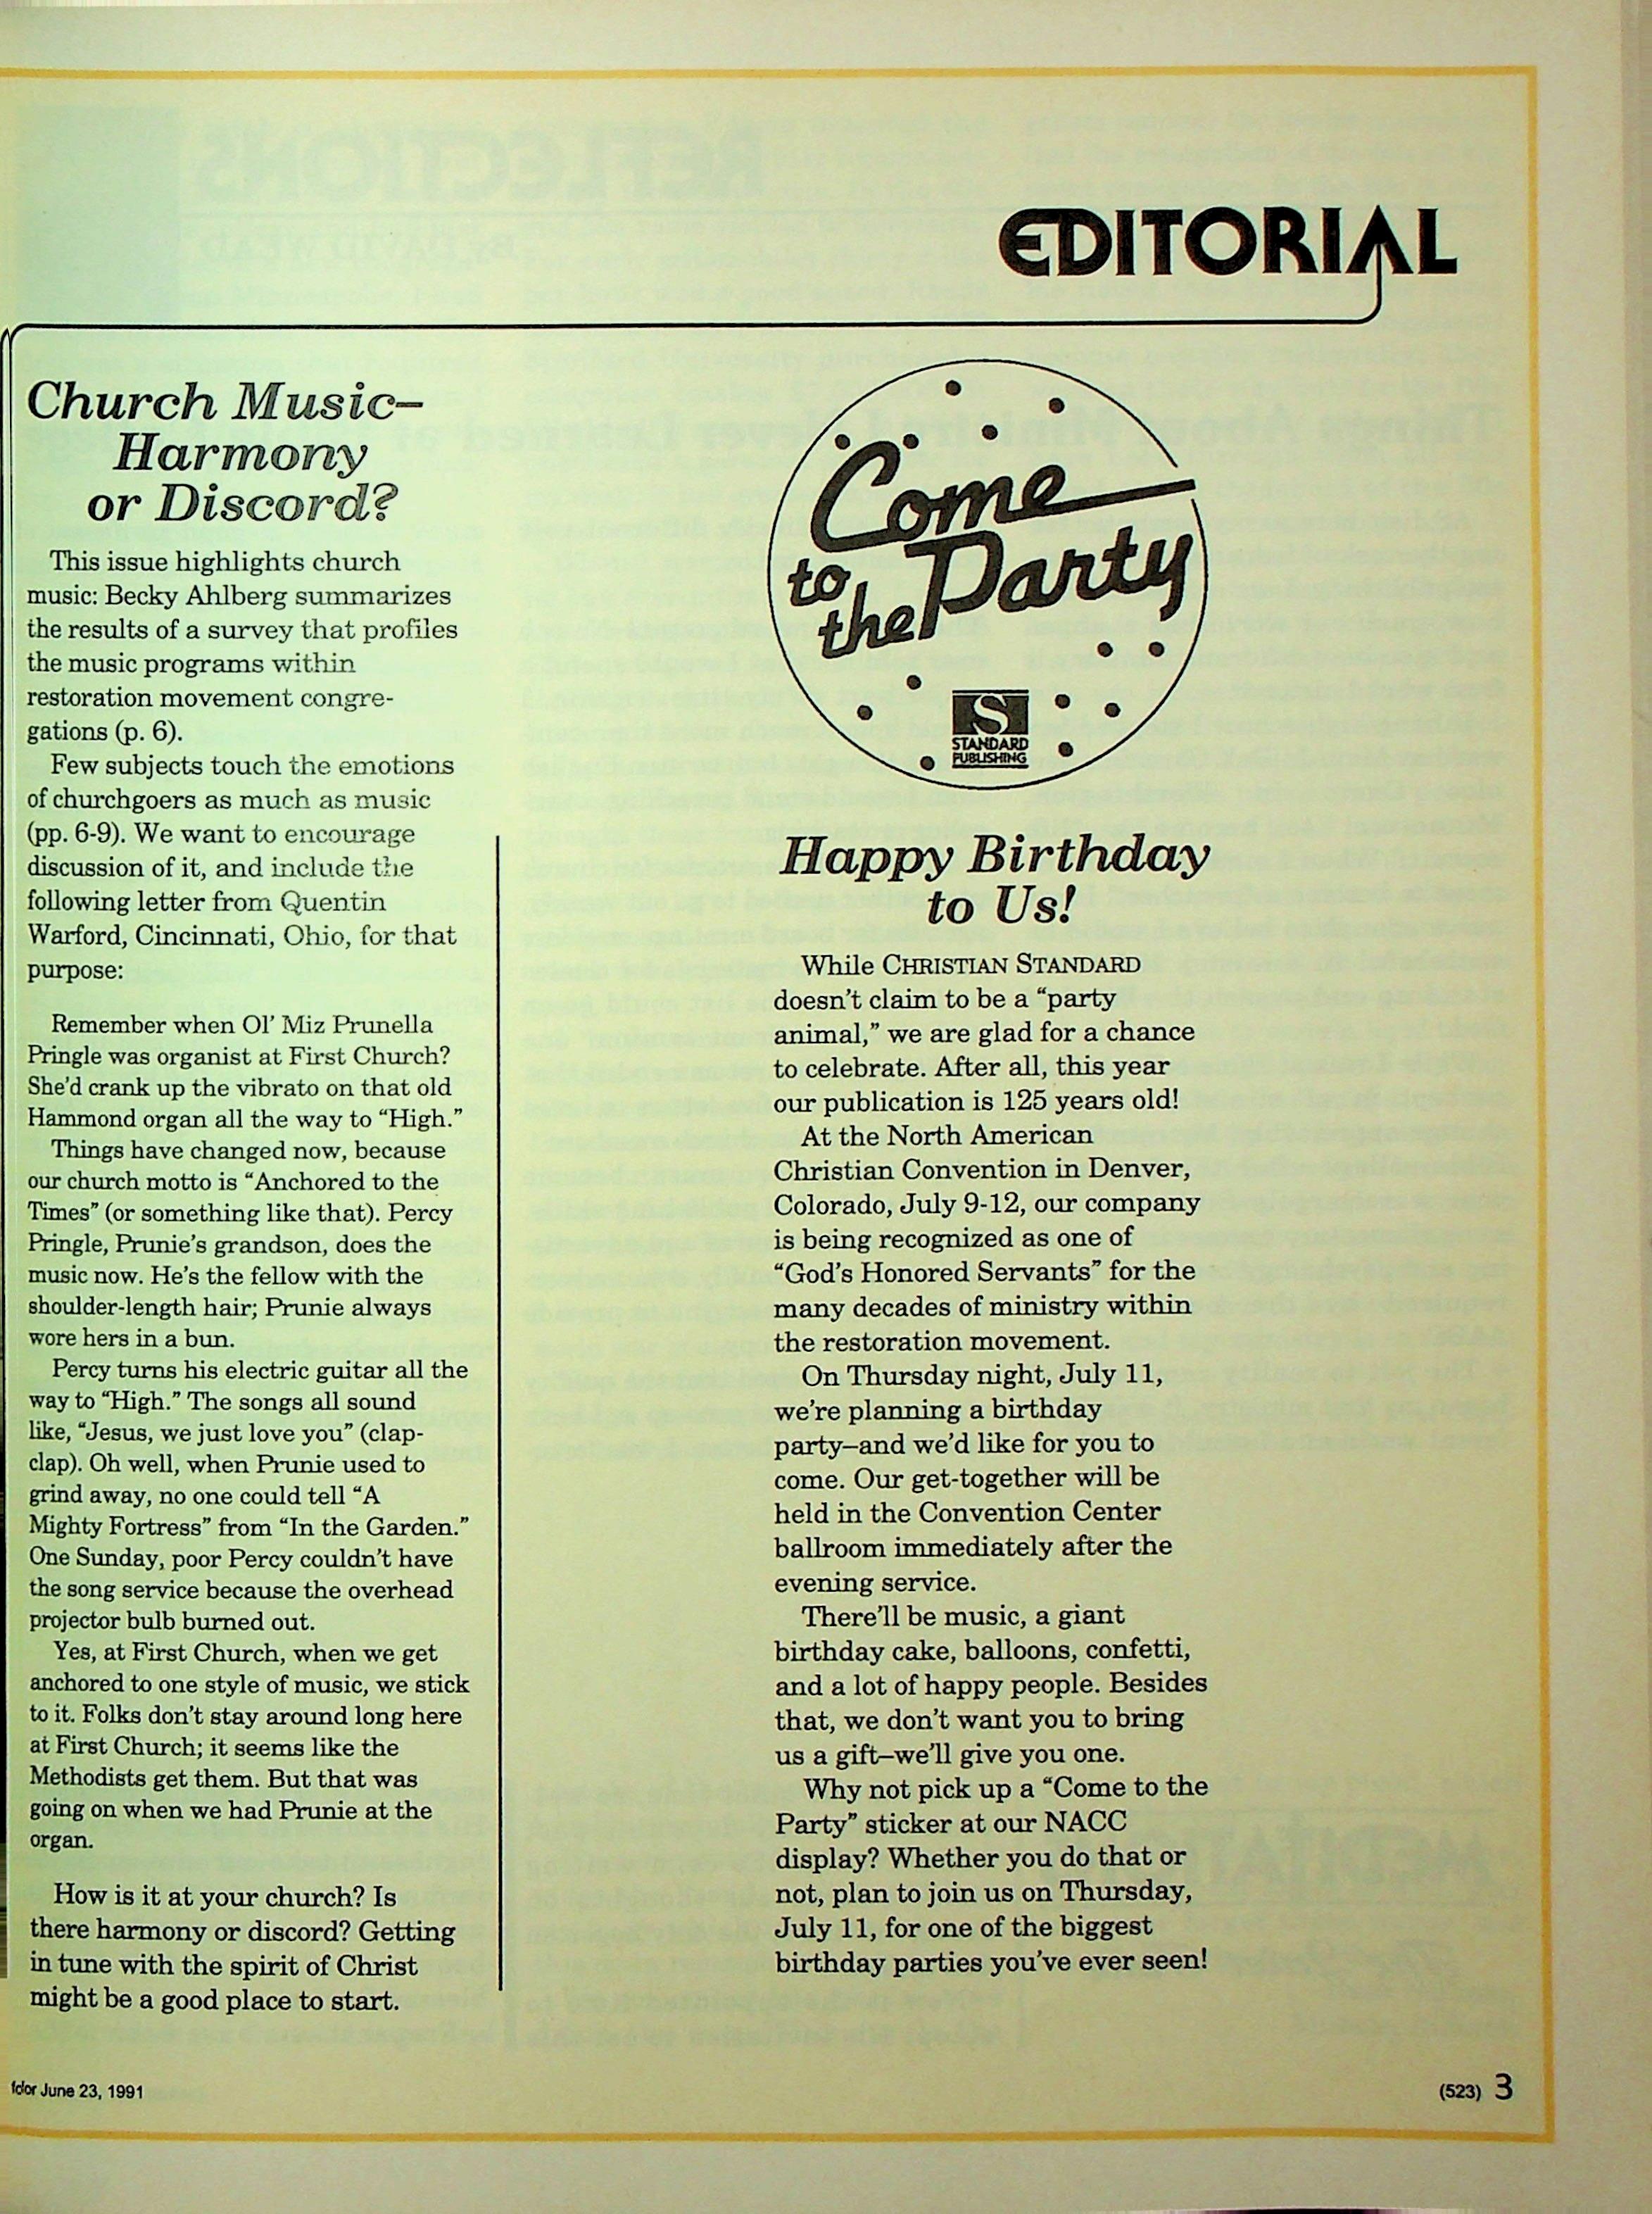 EDITORIAL
Church Music–
Harmony
or Discord?
This issue highlights church
music: Becky Ahlberg summarizes
the results of a survey that profiles
the music programs within
restoration movement congre-
gations (p. 6).
Few subjects touch the emotions
of churchgoers as much as music
(pp. 6-9). We want to encourage
discussion of it, and include the
following letter from Quentin
Warford, Cincinnati, Ohio, for that
purpose:
Remember when Ol’ Miz Prunella
Pringle was organist at First Church?
She’d crank up the vibrato on that old
Hammond organ all the way to “High.”
Things have changed now, because
our church motto is “Anchored to the
Times” (or something like that). Percy
Pringle, Prunie’s grandson, does the
music now. He’s the fellow with the
shoulder-length hair; Prunie always
wore hers in a bun.
Percy turns his electric guitar all the
way to “High.” The songs all sound
like, “Jesus, we just love you” (clap-
clap). Oh well, when Prunie used to
grind away, no one could tell “A
Mighty Fortress” from “In the Garden.”
One Sunday, poor Percy couldn’t have
the song service because the overhead
projector bulb burned out.
Yes, at First Church, when we get
anchored to one style of music, we stick
to it. Folks don’t stay around long here
at First Church; it seems like the
Methodists get them. But that was
going on when we had Prunie at the
organ.
How is it at your church? Is
there harmony or discord? Getting
in tune with the spirit of Christ
might be a good place to start.
Come
to
the Party
S
STANDARD
PUBLISHING
Happy Birthday
to Us!
While CHRISTIAN STANDARD
doesn’t claim to be a “party
animal,” we are glad for a chance
to celebrate. After all, this year
our publication is 125 years old!
At the North American
Christian Convention in Denver,
Colorado, July 9-12, our company
is being recognized as one of
“God’s Honored Servants” for the
many decades of ministry within
the restoration movement.
On Thursday night, July 11,
we’re planning a birthday
party–and we’d like for you to
come. Our get-together will be
held in the Convention Center
ballroom immediately after the
evening service.
There’ll be music, a giant
birthday cake, balloons, confetti,
and a lot of happy people. Besides
that, we don’t want you to bring
us a gift–we’ll give you one.
Why not pick up a “Come to the
Party” sticker at our NACC
display? Whether you do that or
not, plan to join us on Thursday,
July 11, for one of the biggest
birthday parties you’ve ever seen!
June 23, 1991
(523) 3